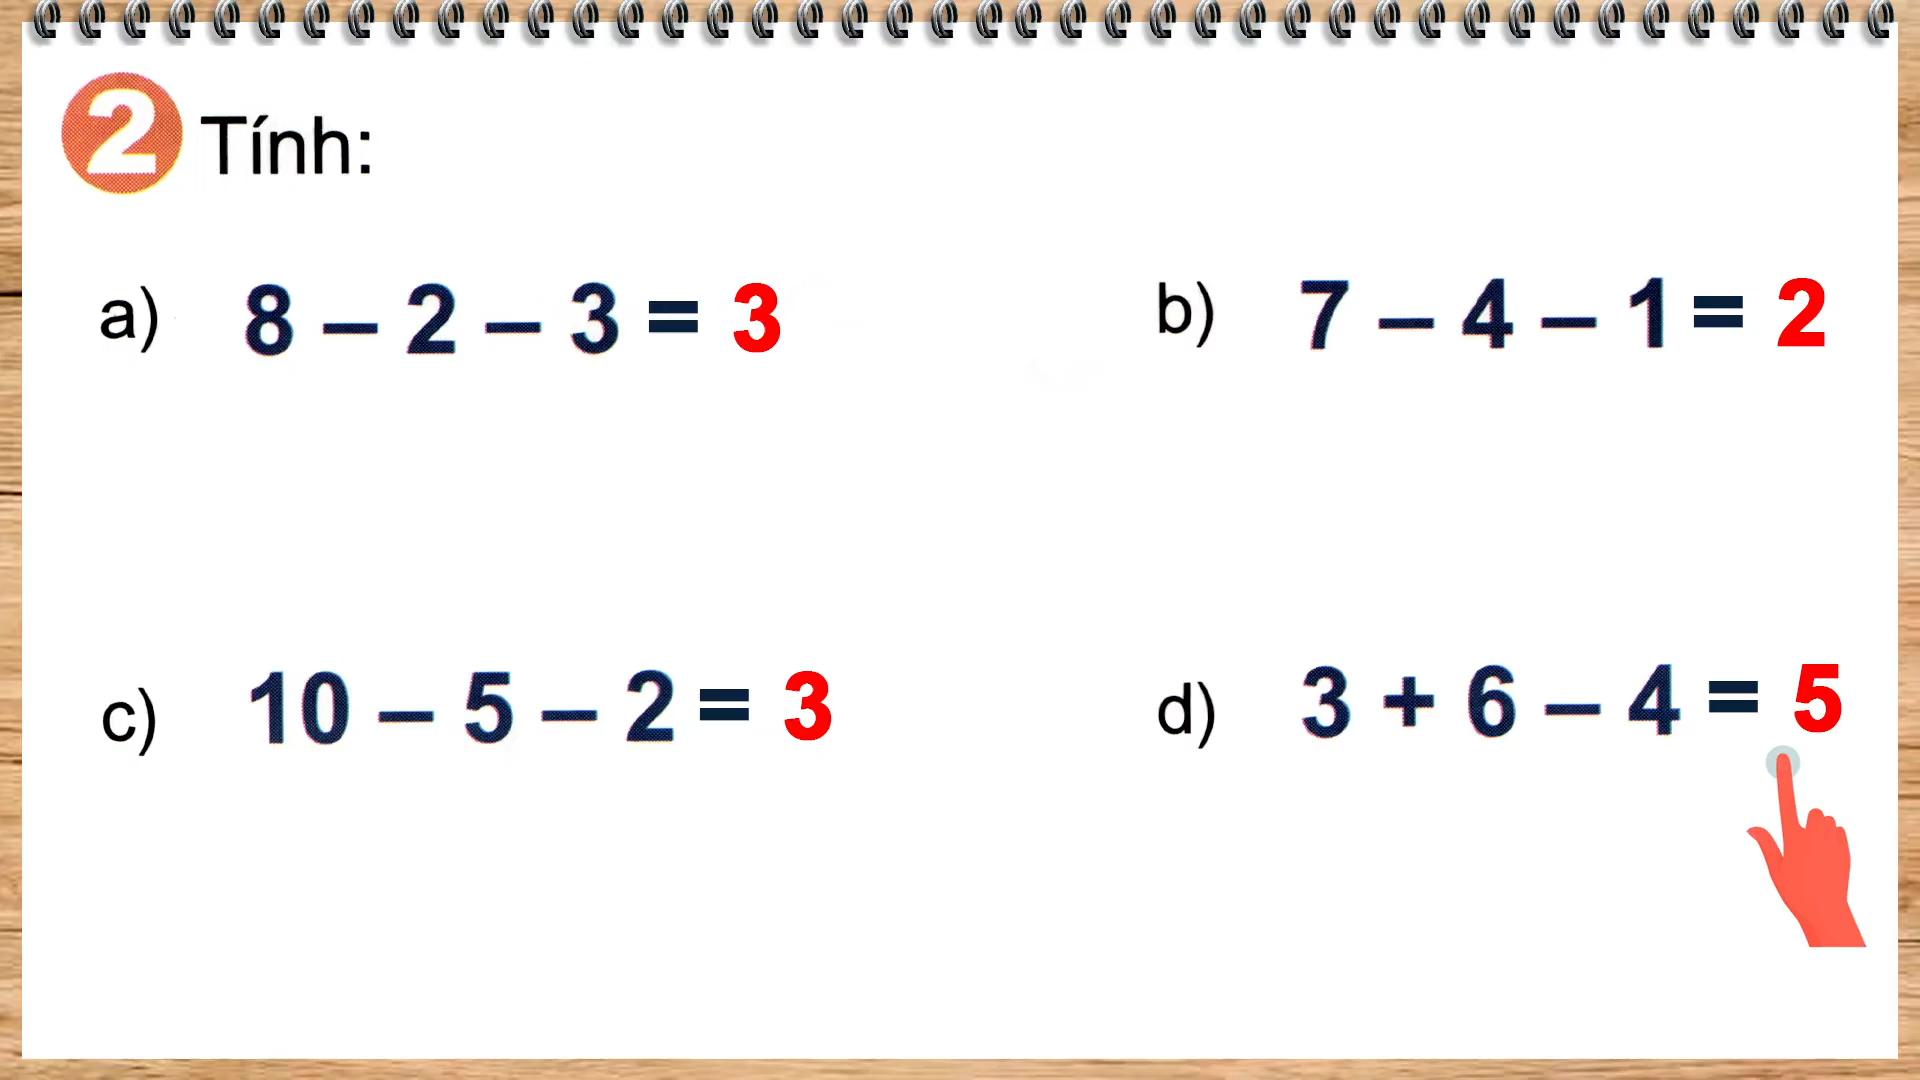 2 Tính:
a) 8 – 2 – 3 = 3
b) 7 – 4 – 1 = 2
c) 10 – 5 – 2 = 3
d) 3 + 6 – 4 = 5